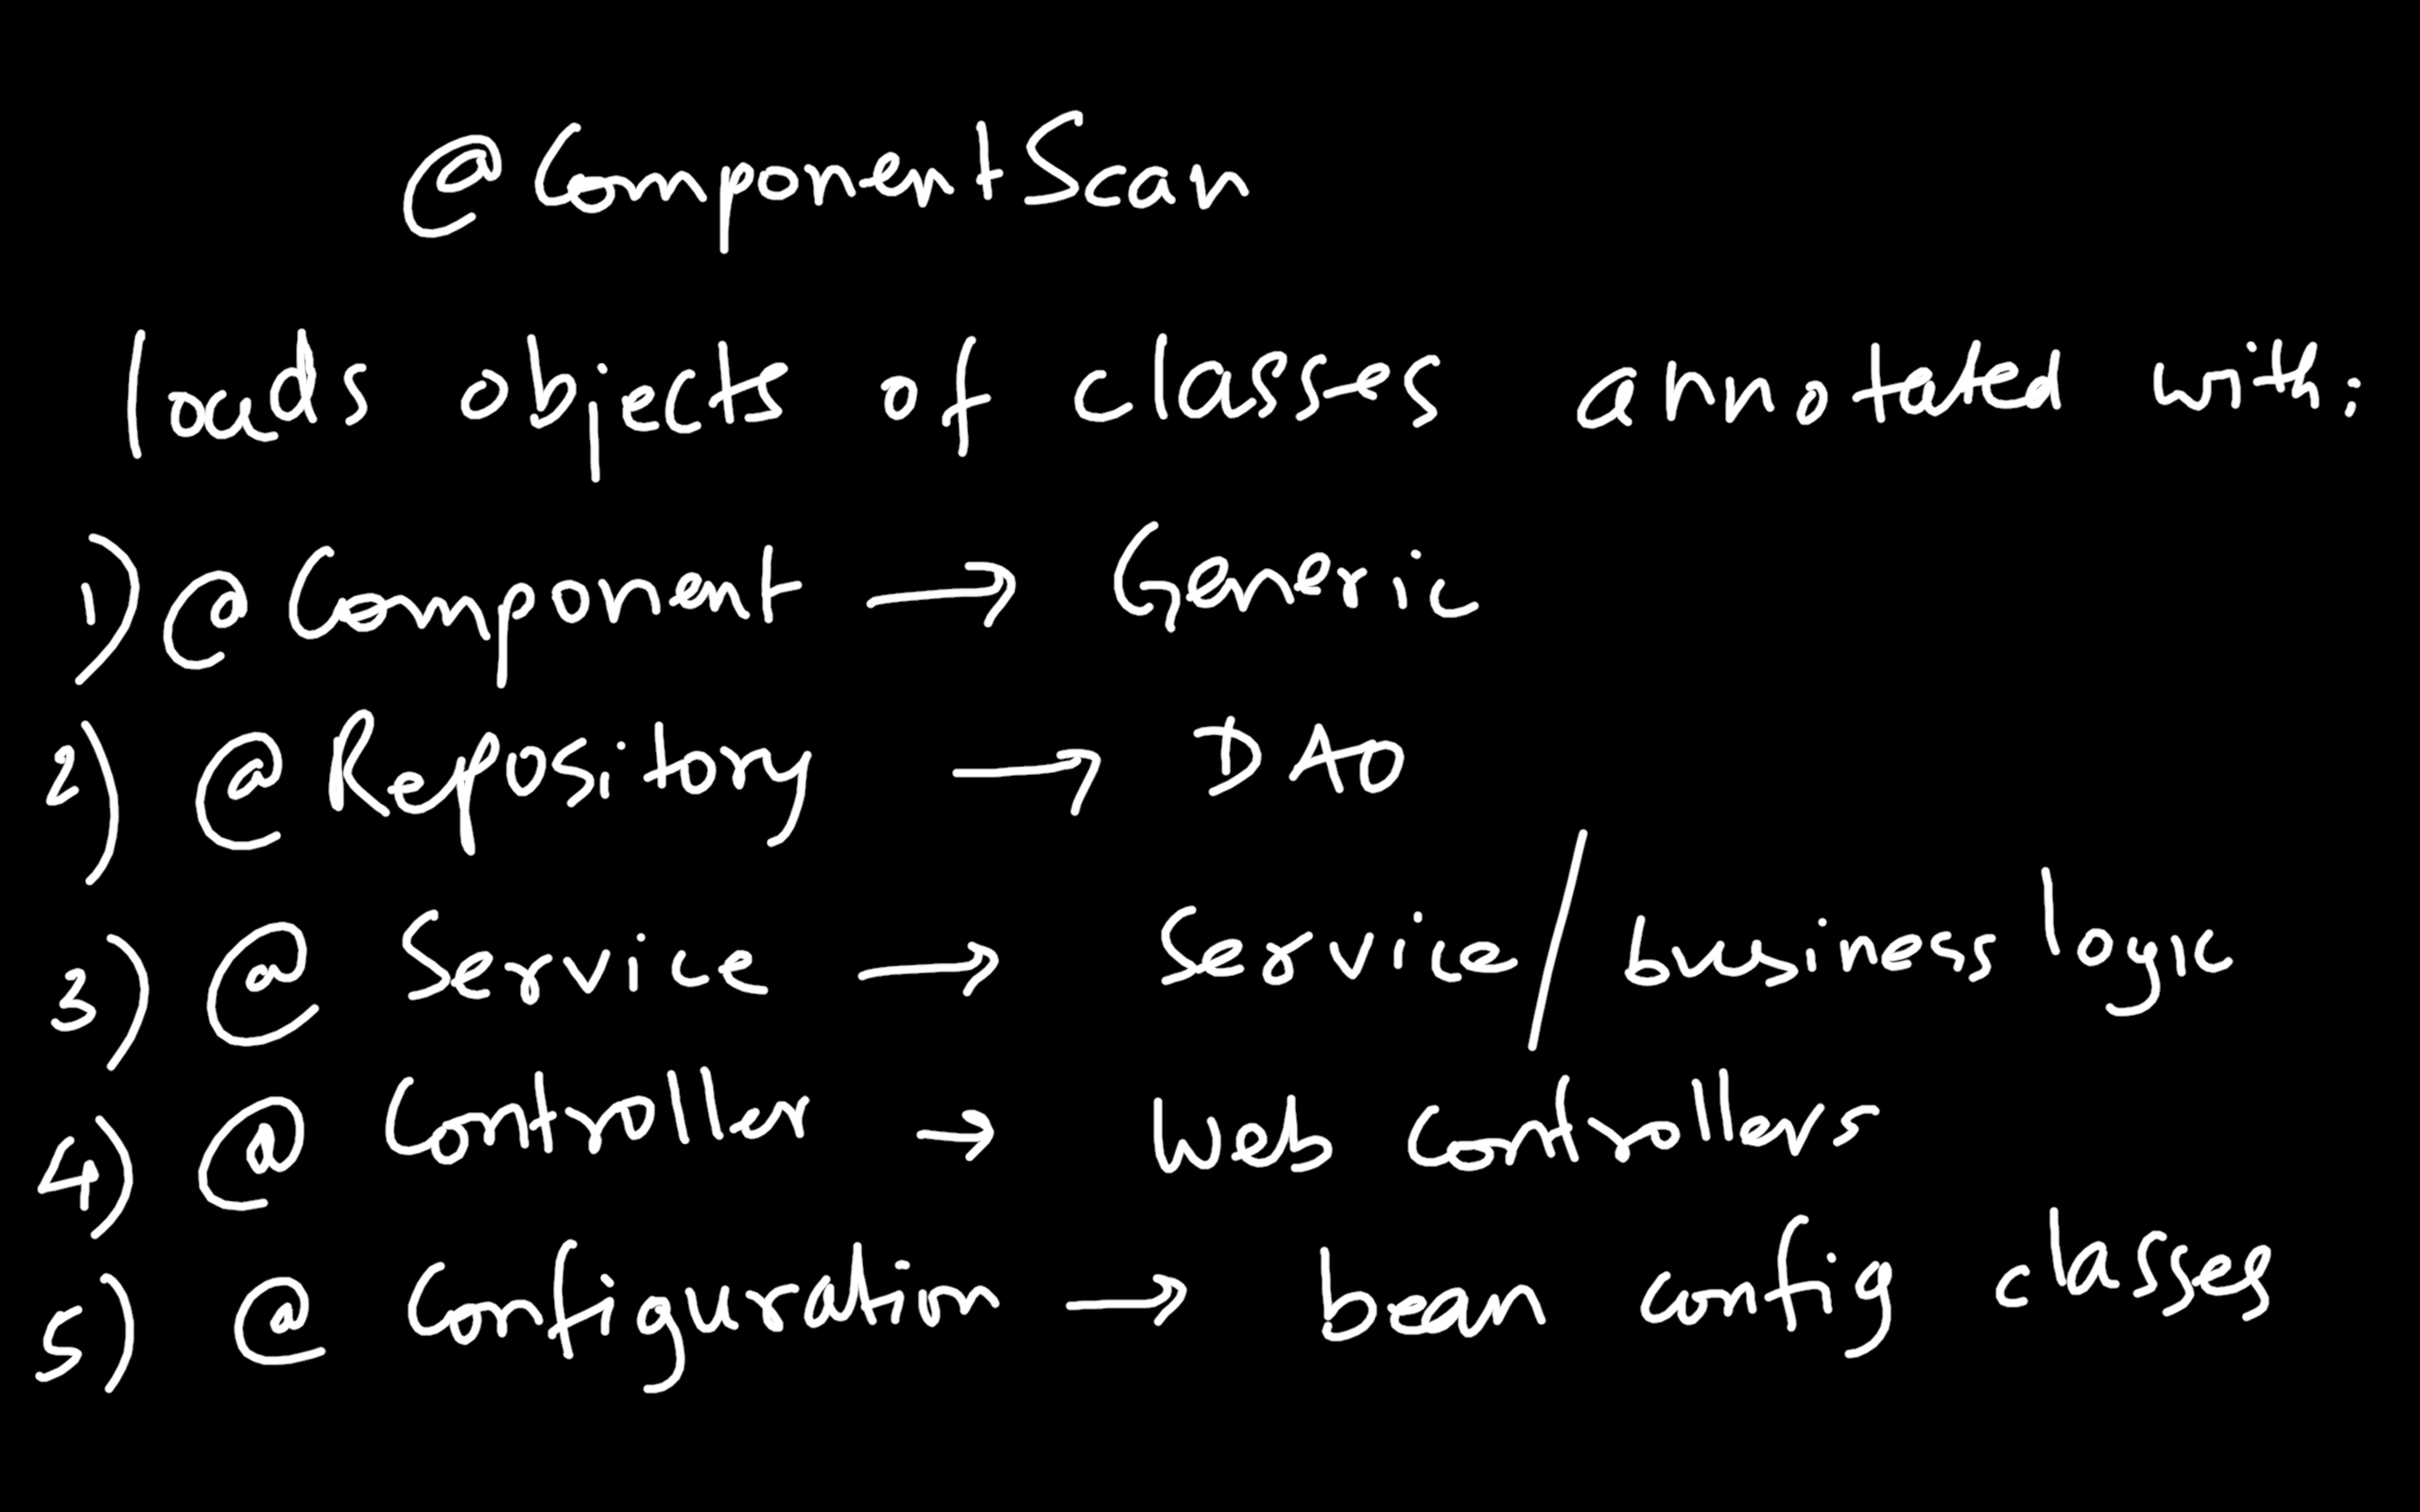 @ComponentScan
loads objects of classes annotated with:
1) @Component → Generic
2) @Repository → DAO
3) @ Service → Service/business logic
4) @ Controller → Web Controllers
5) @ Configuration → bean config classes